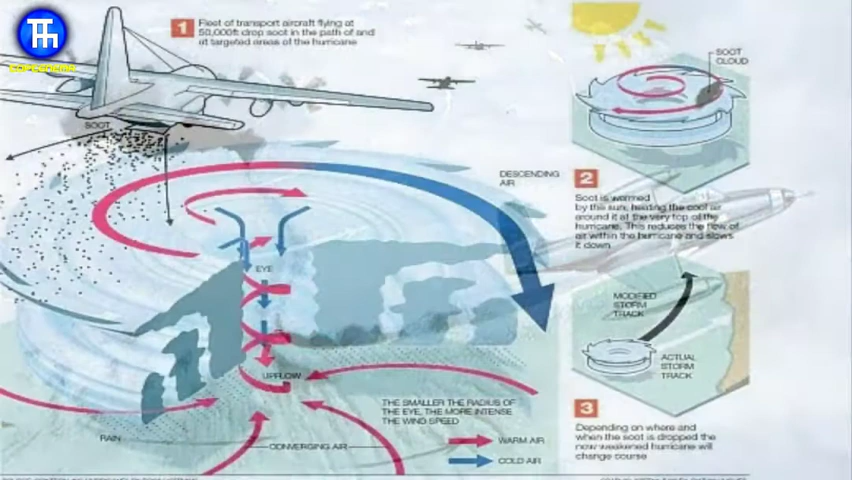 TH
1
Fleet of transport aircraft flying at
50,000ft drop soot in the path of and
at targeted areas of the hurricane
SOOT
SOOT
CLOUD
DESCENDING
AIR
2
Soot is warmed
by the sun, heating the cool air
around it at the very top of the
hurricane. This reduces the flow of
air within the hurricane and slows
it down
EYE
UPFLOW
MODIFIED
STORM
TRACK
ACTUAL
STORM
TRACK
THE SMALLER THE RADIUS OF
THE EYE, THE MORE INTENSE
THE WIND SPEED
RAIN
CONVERGING AIR
WARM AIR
COLD AIR
3
Depending on where and
when the soot is dropped the
now weakened hurricane will
change course